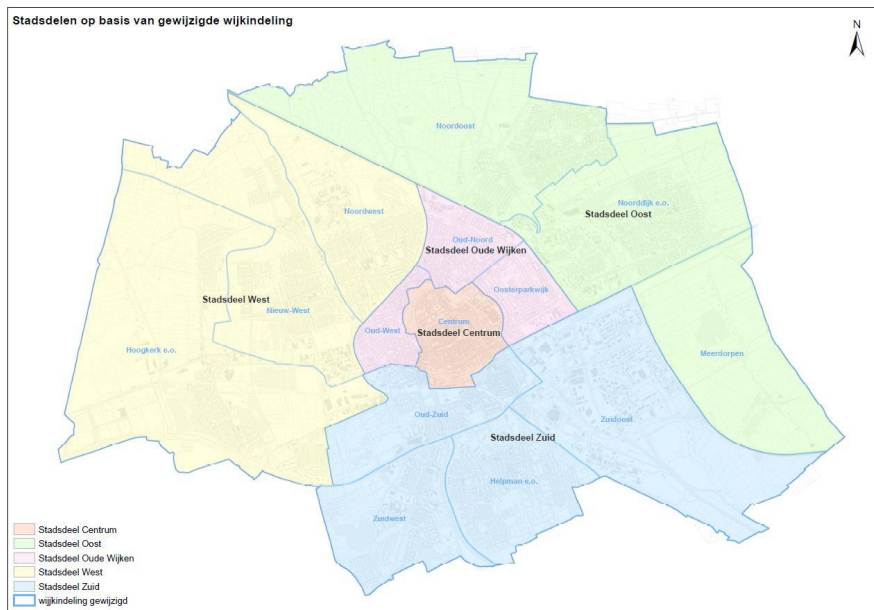 Stadsdelen op basis van gewijzigde wijkindeling
N
Noordoost
Noorddijk e.o.
Stadsdeel Oost
Noordwest
Oud-Noord
Stadsdeel Oude Wijken
Oosterparkwijk
Stadsdeel West
Nieuw-West
Centrum
Stadsdeel Centrum
Oud-West
Hoogkerk e.o.
Meerdorpen
Oud-Zuid
Zuidoost
Stadsdeel Zuid
Helpman e.o.
Zuidwest
Stadsdeel Centrum
Stadsdeel Oost
Stadsdeel Oude Wijken
Stadsdeel West
Stadsdeel Zuid
wijkindeling gewijzigd